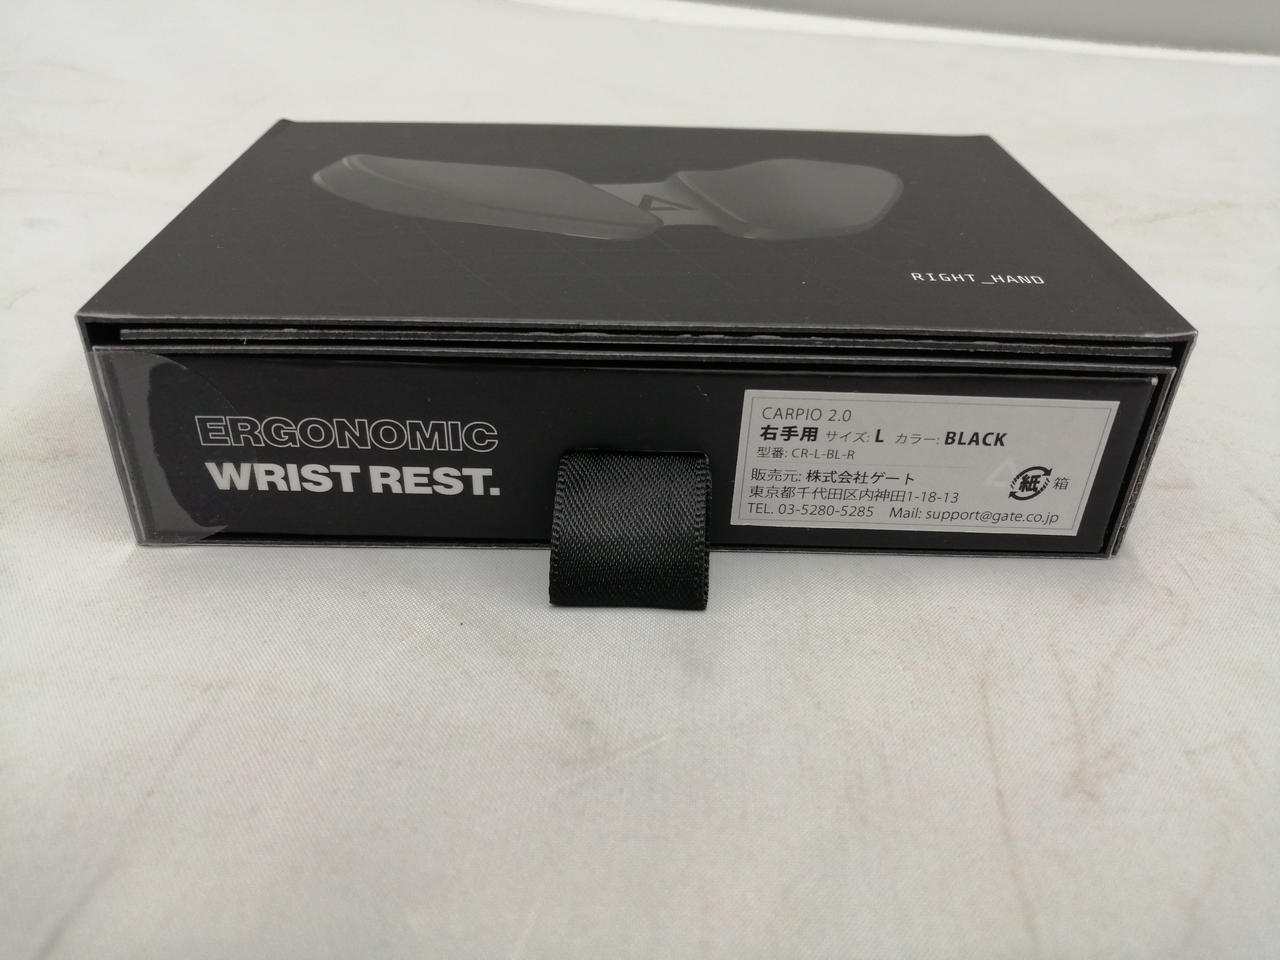 RIGHT_HAND
ERGONOMIC
WRIST REST.
CARPIO 2.0
右手用 サイズ: L カラー: BLACK
型番: CR-L-BL-R
販売元: 株式会社ゲート
東京都千代田区内神田1-18-13
TEL. 03-5280-5285 Mail: support@gate.co.jp
紙 箱